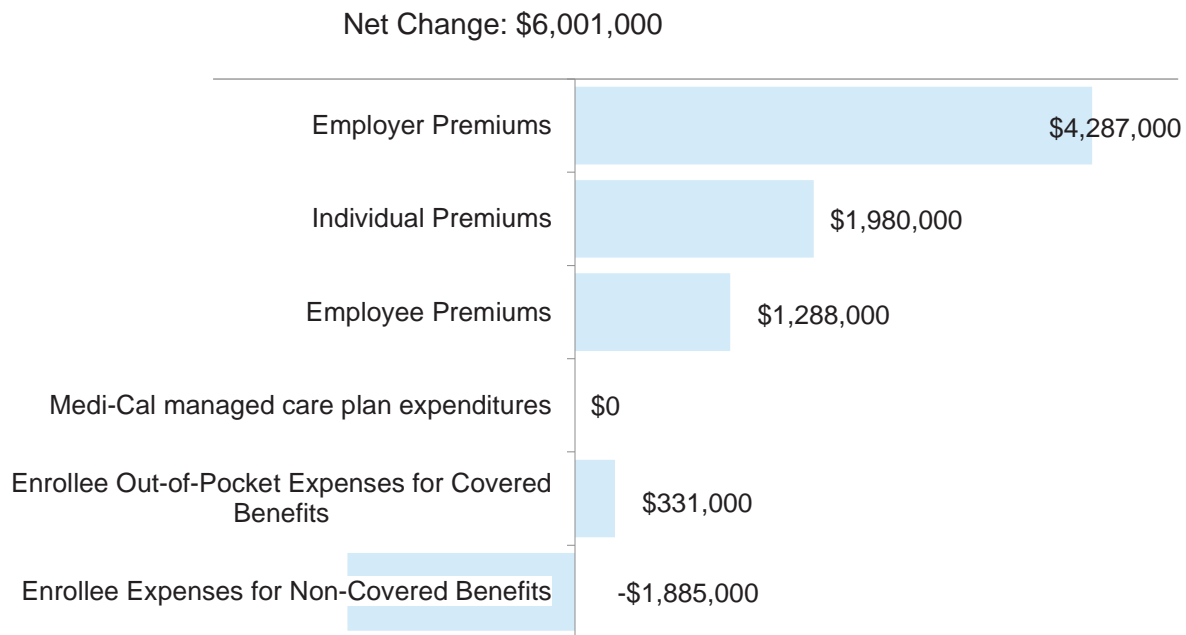 Net Change: $6,001,000
Employer Premiums
$4,287,000
Individual Premiums
$1,980,000
Employee Premiums
$1,288,000
Medi-Cal managed care plan expenditures
$0
Enrollee Out-of-Pocket Expenses for Covered
Benefits
$331,000
Enrollee Expenses for Non-Covered Benefits
-$1,885,000